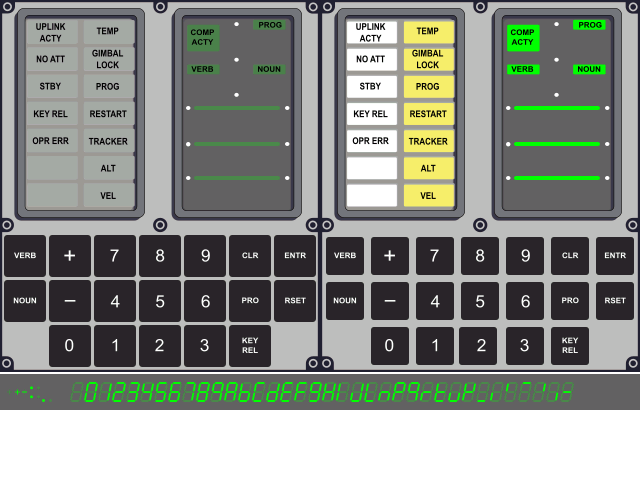 UPLINK ACTY TEMP
NO ATT GIMBAL LOCK
STBY PROG
KEY REL RESTART
OPR ERR TRACKER
ALT
VEL
COMP ACTY PROG
VERB NOUN
VERB + 7 8 9 CLR ENTR
NOUN − 4 5 6 PRO RSET
0 1 2 3 KEY REL
UPLINK ACTY TEMP
NO ATT GIMBAL LOCK
STBY PROG
KEY REL RESTART
OPR ERR TRACKER
ALT
VEL
COMP ACTY PROG
VERB NOUN
VERB + 7 8 9 CLR ENTR
NOUN − 4 5 6 PRO RSET
0 1 2 3 KEY REL
0123456789AbCdEF